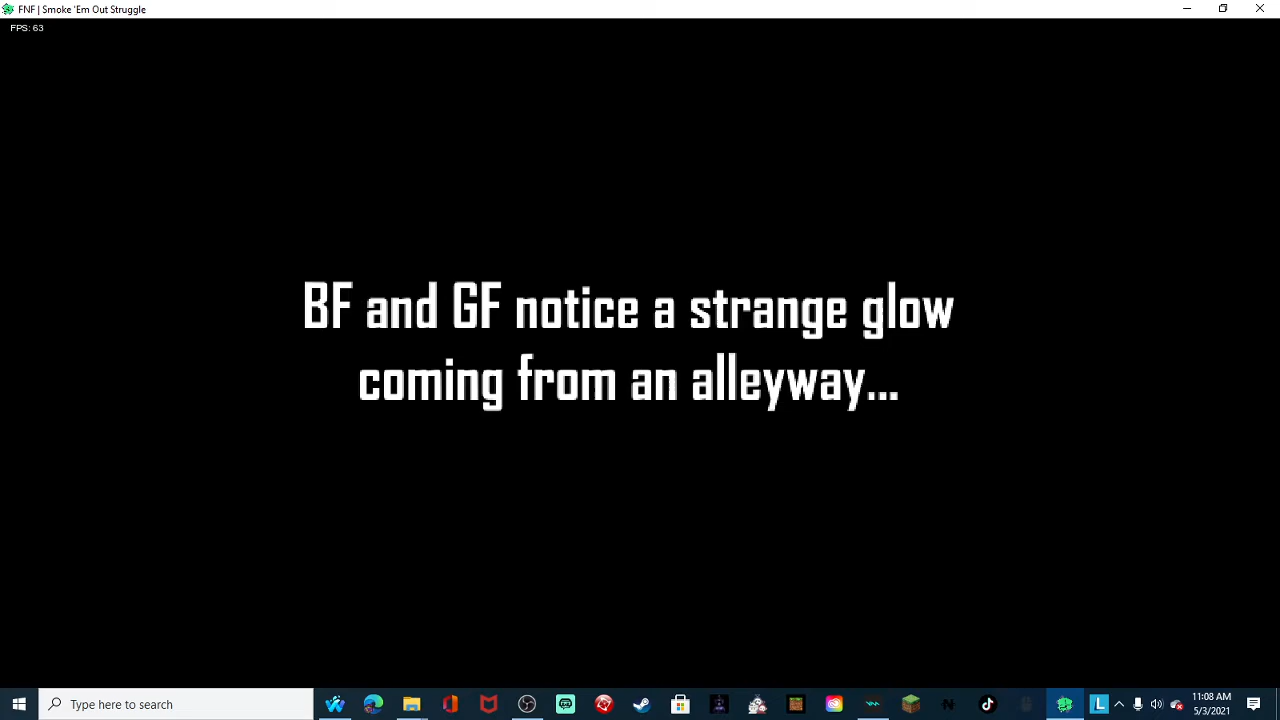 FNF | Smoke 'Em Out Struggle
FPS: 63
BF and GF notice a strange glow
coming from an alleyway...
Type here to search
L
11:08 AM
5/3/2021